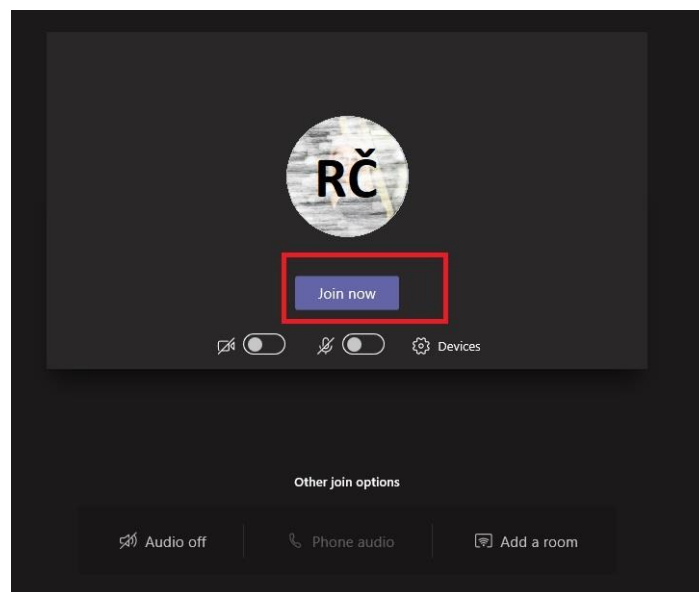 RČ
Join now
Devices
Other join options
Audio off Phone audio Add a room